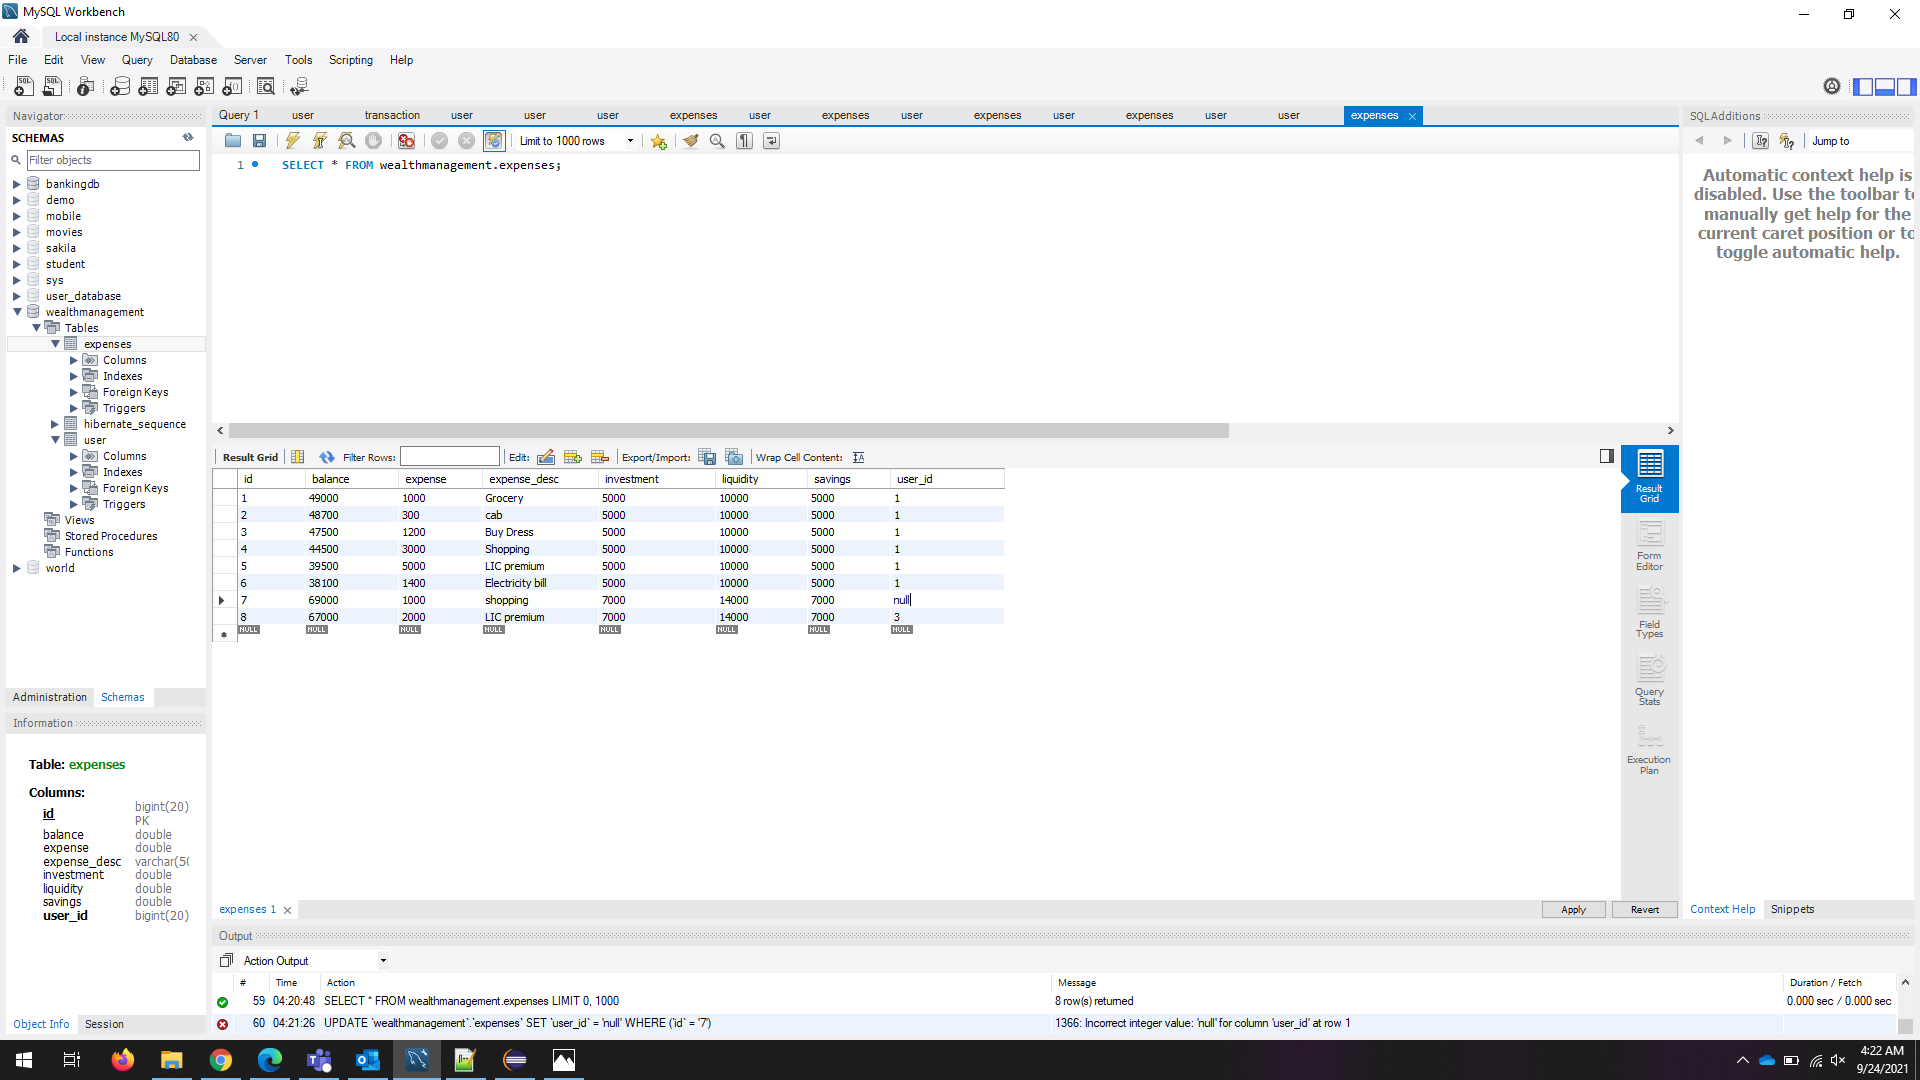 MySQL Workbench
Local instance MySQL80
File Edit View Query Database Server Tools Scripting Help
Navigator
SCHEMAS
Filter objects
bankingdb
demo
mobile
movies
sakila
student
sys
user_database
wealthmanagement
Tables
expenses
Columns
Indexes
Foreign Keys
Triggers
hibernate_sequence
user
Columns
Indexes
Foreign Keys
Triggers
Views
Stored Procedures
Functions
world
Administration Schemas
Information
Table: expenses
Columns:
id bigint(20) PK
balance double
expense double
expense_desc varchar(50
investment double
liquidity double
savings double
user_id bigint(20)
Object Info Session
Query 1 user transaction user user user expenses user expenses user expenses user expenses user user expenses
Limit to 1000 rows
1 SELECT * FROM wealthmanagement.expenses;
Result Grid Filter Rows: Edit: Export/Import: Wrap Cell Content:
id balance expense expense_desc investment liquidity savings user_id
1 49000 1000 Grocery 5000 10000 5000 1
2 48700 300 cab 5000 10000 5000 1
3 47500 1200 Buy Dress 5000 10000 5000 1
4 44500 3000 Shopping 5000 10000 5000 1
5 39500 5000 LIC premium 5000 10000 5000 1
6 38100 1400 Electricity bill 5000 10000 5000 1
7 69000 1000 shopping 7000 14000 7000 null
8 67000 2000 LIC premium 7000 14000 7000 3
NULL NULL NULL NULL NULL NULL NULL NULL
Result Grid
Form Editor
Field Types
Query Stats
Execution Plan
expenses 1
Apply Revert
SQLAdditions
Jump to
Automatic context help is
disabled. Use the toolbar to
manually get help for the
current caret position or to
toggle automatic help.
Context Help Snippets
Output
Action Output
# Time Action Message Duration / Fetch
59 04:20:48 SELECT * FROM wealthmanagement.expenses LIMIT 0, 1000 8 row(s) returned 0.000 sec / 0.000 sec
60 04:21:26 UPDATE `wealthmanagement`.`expenses` SET `user_id` = 'null' WHERE (`id` = '7') 1366: Incorrect integer value: 'null' for column 'user_id' at row 1
4:22 AM
9/24/2021